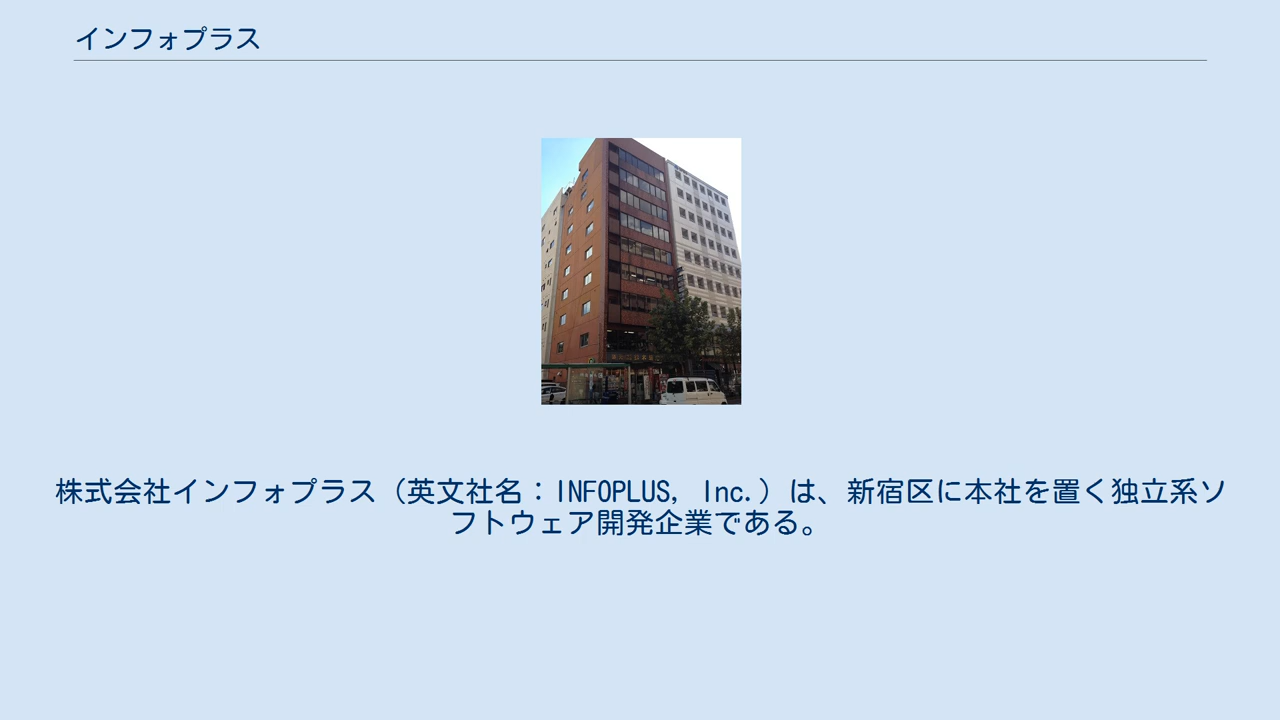 インフォプラス
株式会社インフォプラス（英文社名：INFOPLUS, Inc.）は、新宿区に本社を置く独立系ソ
フトウェア開発企業である。